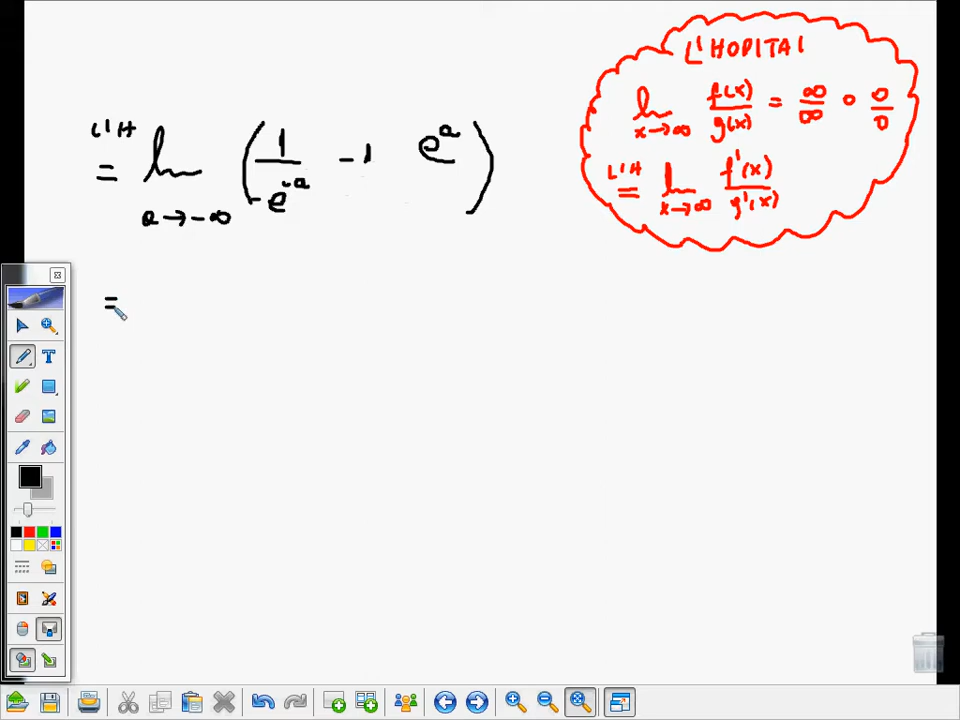 L'HOPITAL
lim x→∞ f(x)/g(x) = ∞/∞ o 0/0
L'H = lim x→∞ f'(x)/g'(x)
L'H = lim a→-∞ (1/-e^-a -1 e^a)
=
T